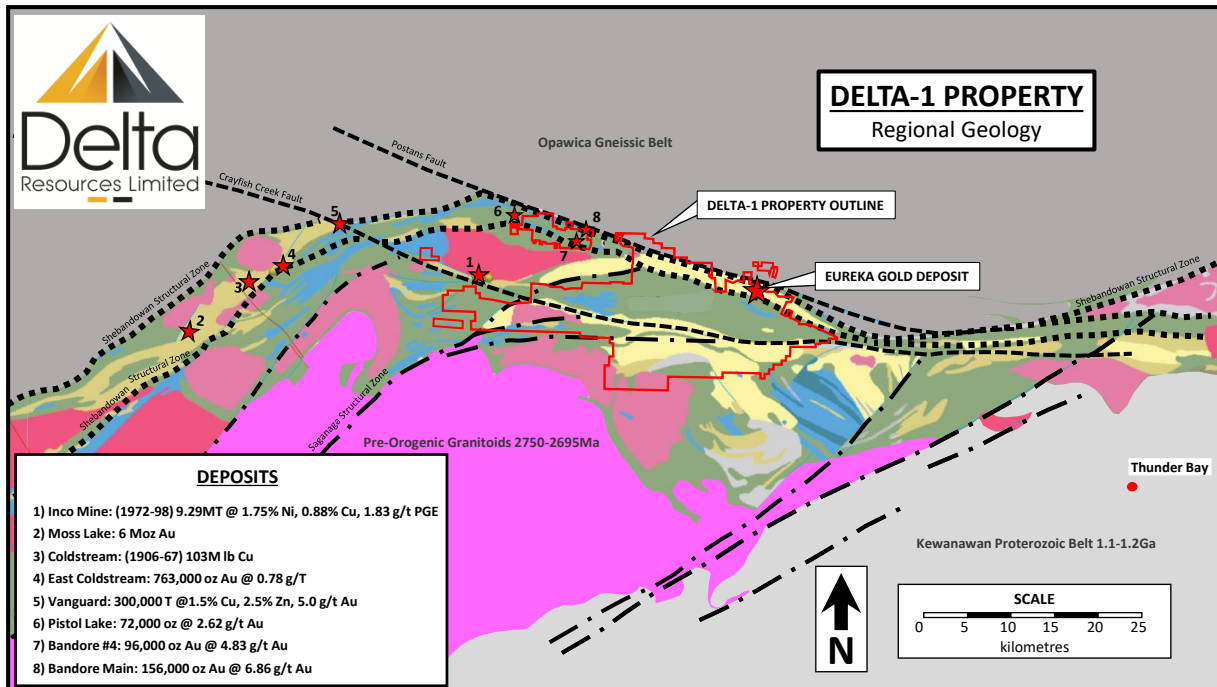 Delta
Resources Limited
DELTA-1 PROPERTY
Regional Geology
Opawica Gneissic Belt
Postans Fault
Crayfish Creek Fault
DELTA-1 PROPERTY OUTLINE
EUREKA GOLD DEPOSIT
5
6
8
7
4
3
1
2
Shebandowan Structural Zone
Shebandowan Structural Zone
Shebandowan Structural Zone
Saganaga Structural Zone
Pre-Orogenic Granitoids 2750-2695Ma
Thunder Bay
Kewanawan Proterozoic Belt 1.1-1.2Ga
DEPOSITS
1) Inco Mine: (1972-98) 9.29MT @ 1.75% Ni, 0.88% Cu, 1.83 g/t PGE
2) Moss Lake: 6 Moz Au
3) Coldstream: (1906-67) 103M lb Cu
4) East Coldstream: 763,000 oz Au @ 0.78 g/T
5) Vanguard: 300,000 T @1.5% Cu, 2.5% Zn, 5.0 g/t Au
6) Pistol Lake: 72,000 oz @ 2.62 g/t Au
7) Bandore #4: 96,000 oz Au @ 4.83 g/t Au
8) Bandore Main: 156,000 oz Au @ 6.86 g/t Au
N
SCALE
0 5 10 15 20 25
kilometres